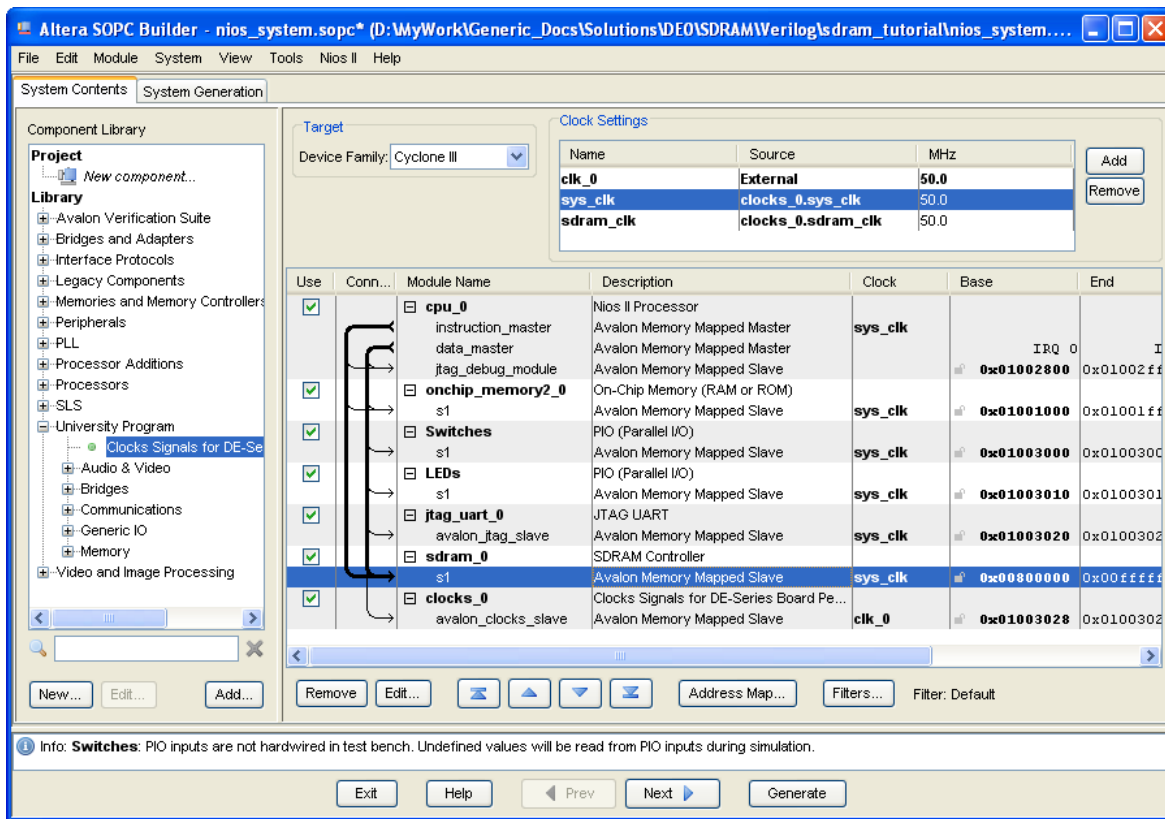 Altera SOPC Builder - nios_system.sopc* (D:\MyWork\Generic_Docs\Solutions\DE0\SDRAM\Verilog\sdram_tutorial\nios_system....
File Edit Module System View Tools Nios II Help
System Contents System Generation
Component Library
Project
New component...
Library
Avalon Verification Suite
Bridges and Adapters
Interface Protocols
Legacy Components
Memories and Memory Controllers
Peripherals
PLL
Processor Additions
Processors
SLS
University Program
Clocks Signals for DE-Se
Audio & Video
Bridges
Communications
Generic IO
Memory
Video and Image Processing
New... Edit... Add...
Target
Device Family: Cyclone III
Clock Settings
Name Source MHz
clk_0 External 50.0
sys_clk clocks_0.sys_clk 50.0
sdram_clk clocks_0.sdram_clk 50.0
Add
Remove
Use Conn... Module Name Description Clock Base End
cpu_0 Nios II Processor
instruction_master Avalon Memory Mapped Master sys_clk
data_master Avalon Memory Mapped Master IRQ 0 I
jtag_debug_module Avalon Memory Mapped Slave 0x01002800 0x01002ff
onchip_memory2_0 On-Chip Memory (RAM or ROM)
s1 Avalon Memory Mapped Slave sys_clk 0x01001000 0x01001ff
Switches PIO (Parallel I/O)
s1 Avalon Memory Mapped Slave sys_clk 0x01003000 0x0100300
LEDs PIO (Parallel I/O)
s1 Avalon Memory Mapped Slave sys_clk 0x01003010 0x0100301
jtag_uart_0 JTAG UART
avalon_jtag_slave Avalon Memory Mapped Slave sys_clk 0x01003020 0x0100302
sdram_0 SDRAM Controller
s1 Avalon Memory Mapped Slave sys_clk 0x00800000 0x00fffff
clocks_0 Clocks Signals for DE-Series Board Pe...
avalon_clocks_slave Avalon Memory Mapped Slave clk_0 0x01003028 0x0100302
Remove Edit... Address Map... Filters... Filter: Default
Info: Switches: PIO inputs are not hardwired in test bench. Undefined values will be read from PIO inputs during simulation.
Exit Help Prev Next Generate